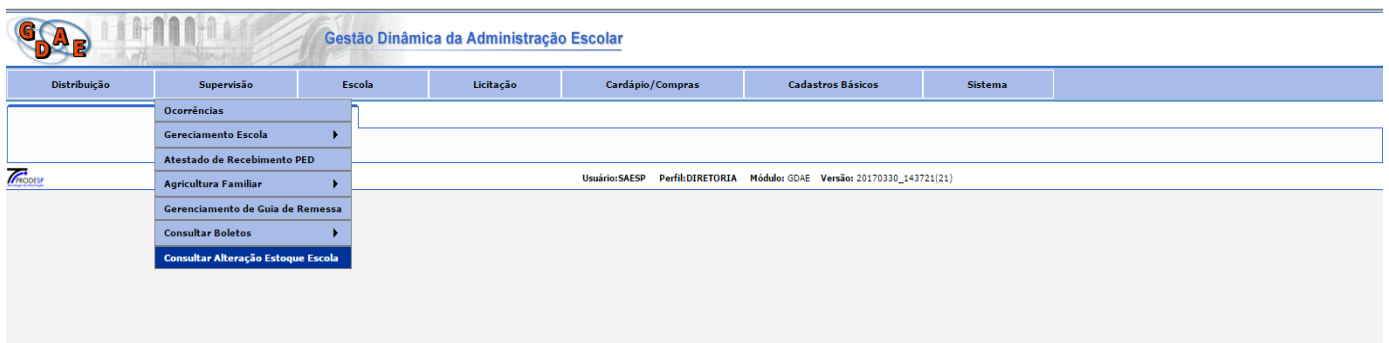 GDAE
Gestão Dinâmica da Administração Escolar
Distribuição Supervisão Escola Licitação Cardápio/Compras Cadastros Básicos Sistema
Ocorrências
Gereciamento Escola
Atestado de Recebimento PED
Agricultura Familiar
Gerenciamento de Guia de Remessa
Consultar Boletos
Consultar Alteração Estoque Escola
PRODESP
Usuário:SAESP Perfil:DIRETORIA Módulo: GDAE Versão: 20170330_143721(21)